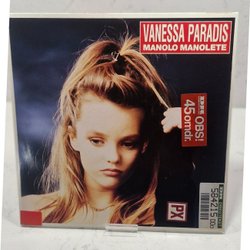 VANESSA PARADIS
MANOLO MANOLETE
OBS!
45 omdr.
PX